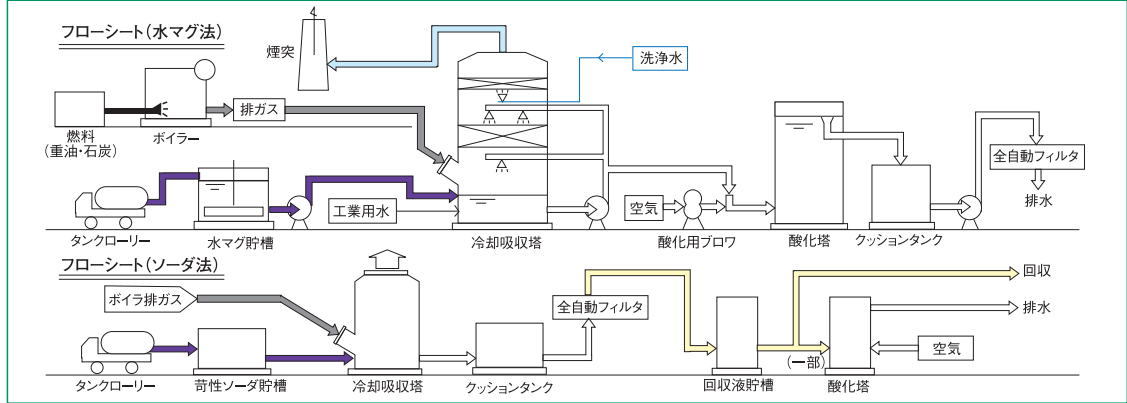 フローシート(水マグ法)
煙突
洗浄水
排ガス
燃料
(重油・石炭)
ボイラー
全自動フィルタ
排水
工業用水
空気
タンクローリー
水マグ貯槽
冷却吸収塔
酸化用ブロワ
酸化塔
クッションタンク
フローシート(ソーダ法)
ボイラ排ガス
全自動フィルタ
回収
排水
(一部)
空気
タンクローリー
苛性ソーダ貯槽
冷却吸収塔
クッションタンク
回収液貯槽
酸化塔